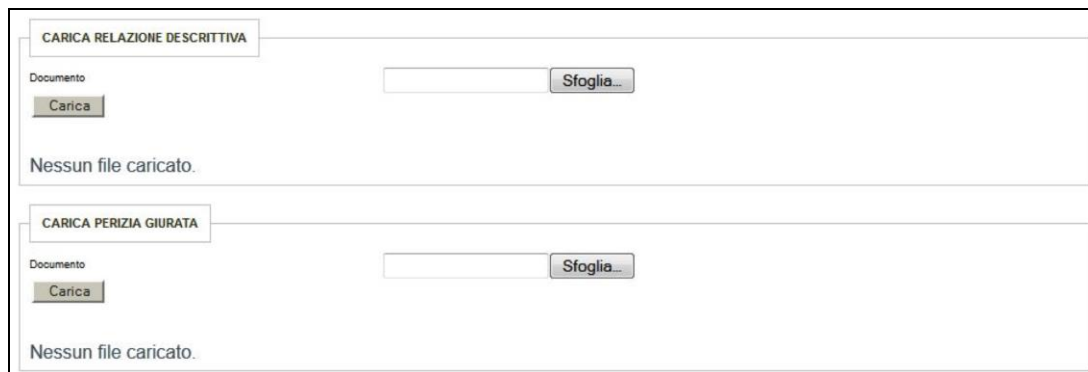 CARICA RELAZIONE DESCRITTIVA
Documento
Sfoglia...
Carica
Nessun file caricato.
CARICA PERIZIA GIURATA
Documento
Sfoglia...
Carica
Nessun file caricato.